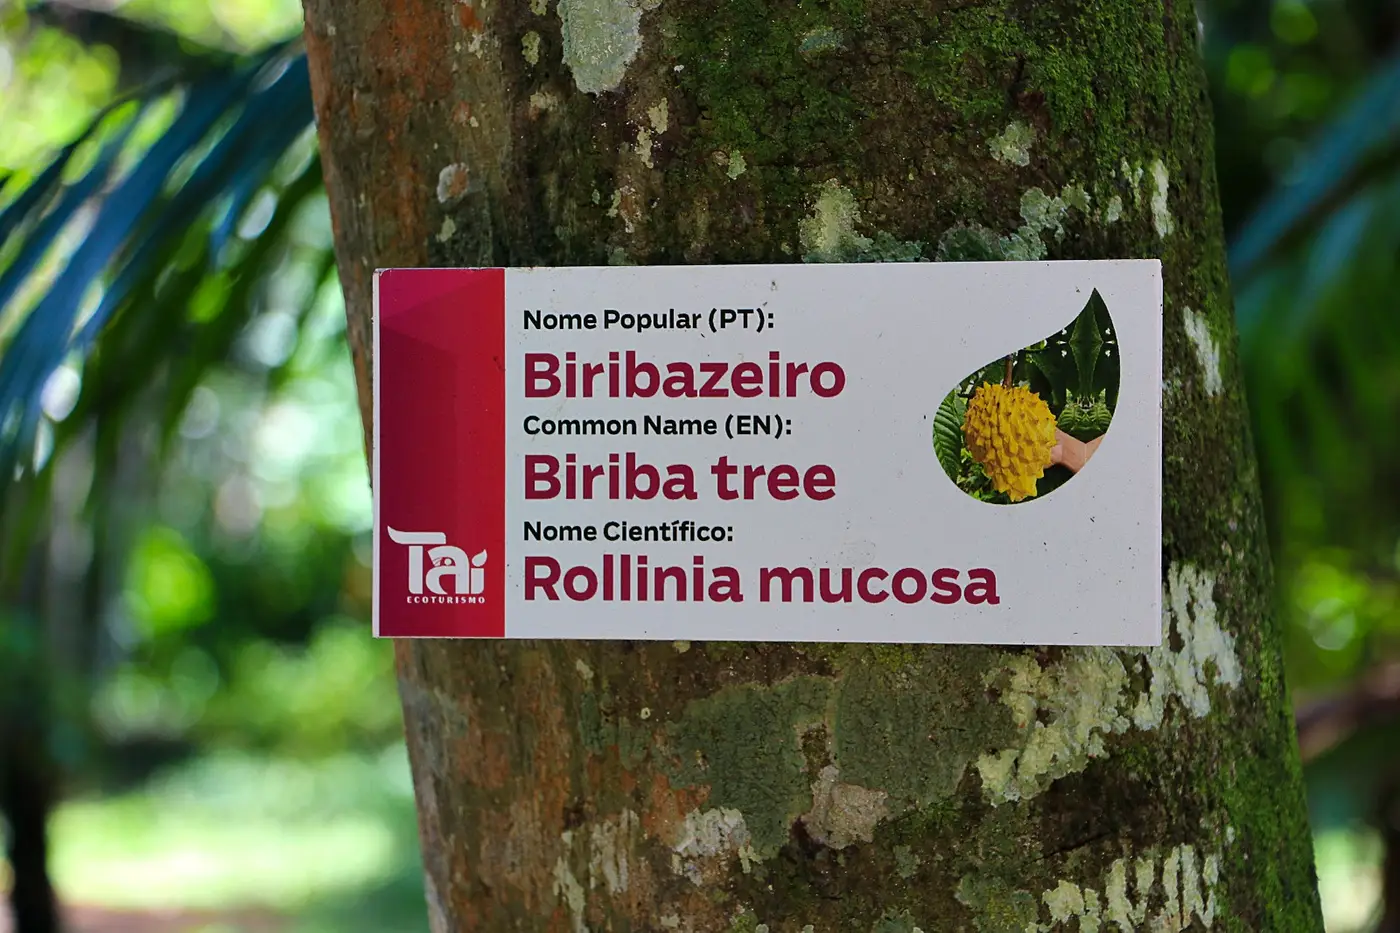 Nome Popular (PT):
Biribazeiro
Common Name (EN):
Biriba tree
Nome Científico:
Rollinia mucosa
Tai
ECOTURISMO